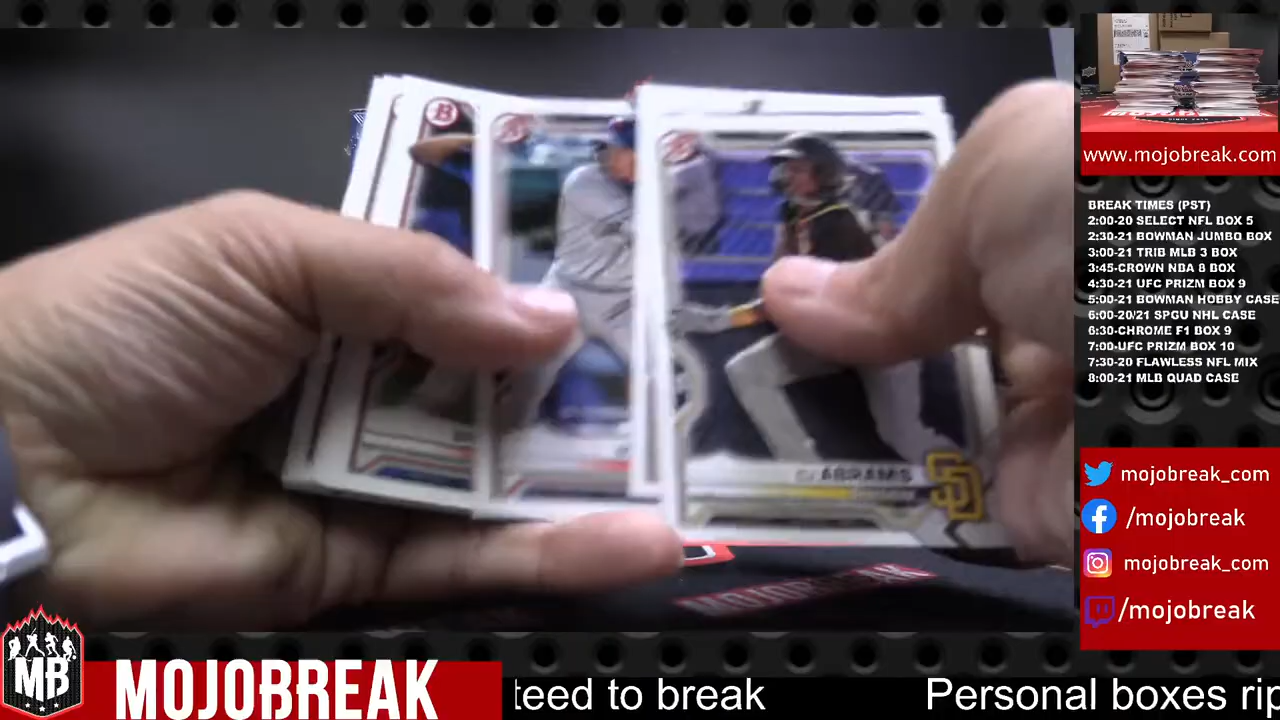 B
CJ ABRAMS
SD
MOJOBREAK
www.mojobreak.com
BREAK TIMES (PST)
2:00-20 SELECT NFL BOX 5
2:30-21 BOWMAN JUMBO BOX
3:00-21 TRIB MLB 3 BOX
3:45-CROWN NBA 8 BOX
4:30-21 UFC PRIZM BOX 9
5:00-21 BOWMAN HOBBY CASE
6:00-20/21 SPGU NHL CASE
6:30-CHROME F1 BOX 9
7:00-UFC PRIZM BOX 10
7:30-20 FLAWLESS NFL MIX
8:00-21 MLB QUAD CASE
mojobreak_com
/mojobreak
mojobreak_com
/mojobreak
MB
MOJOBREAK
teed to break
Personal boxes rip